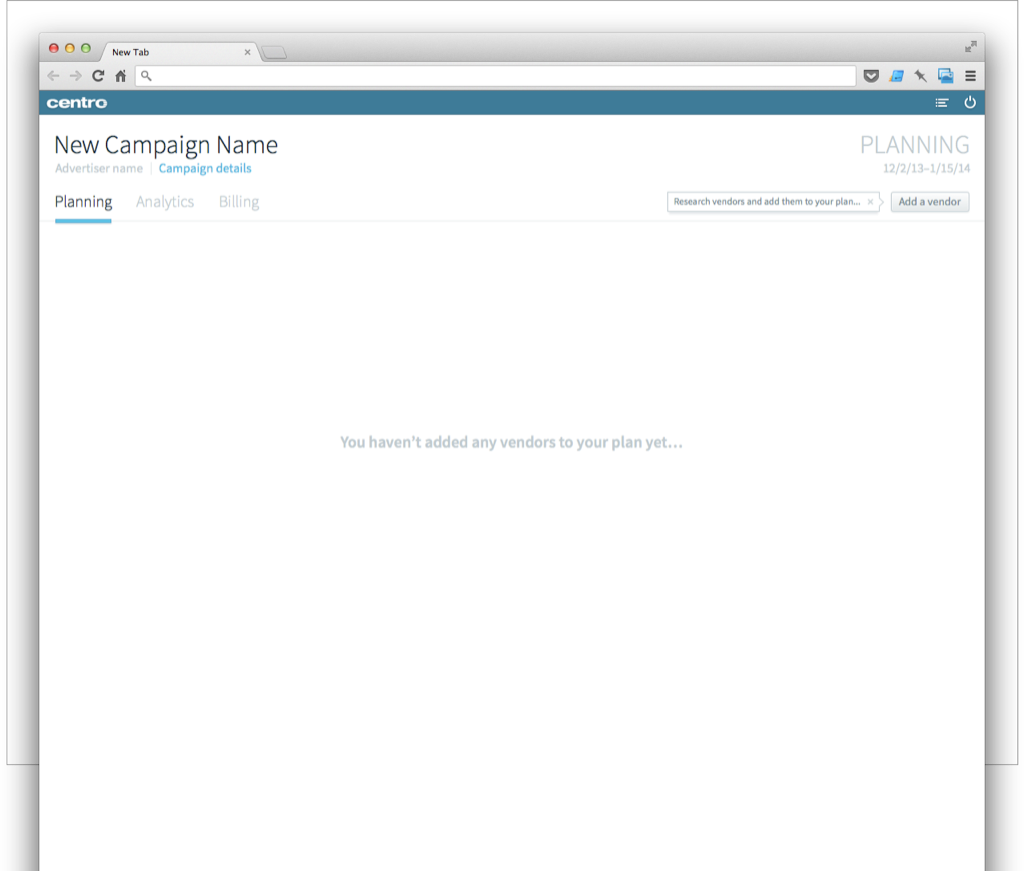 New Tab
centro
New Campaign Name
PLANNING
Advertiser name | Campaign details
12/2/13–1/15/14
Planning Analytics Billing
Research vendors and add them to your plan... Add a vendor
You haven’t added any vendors to your plan yet...